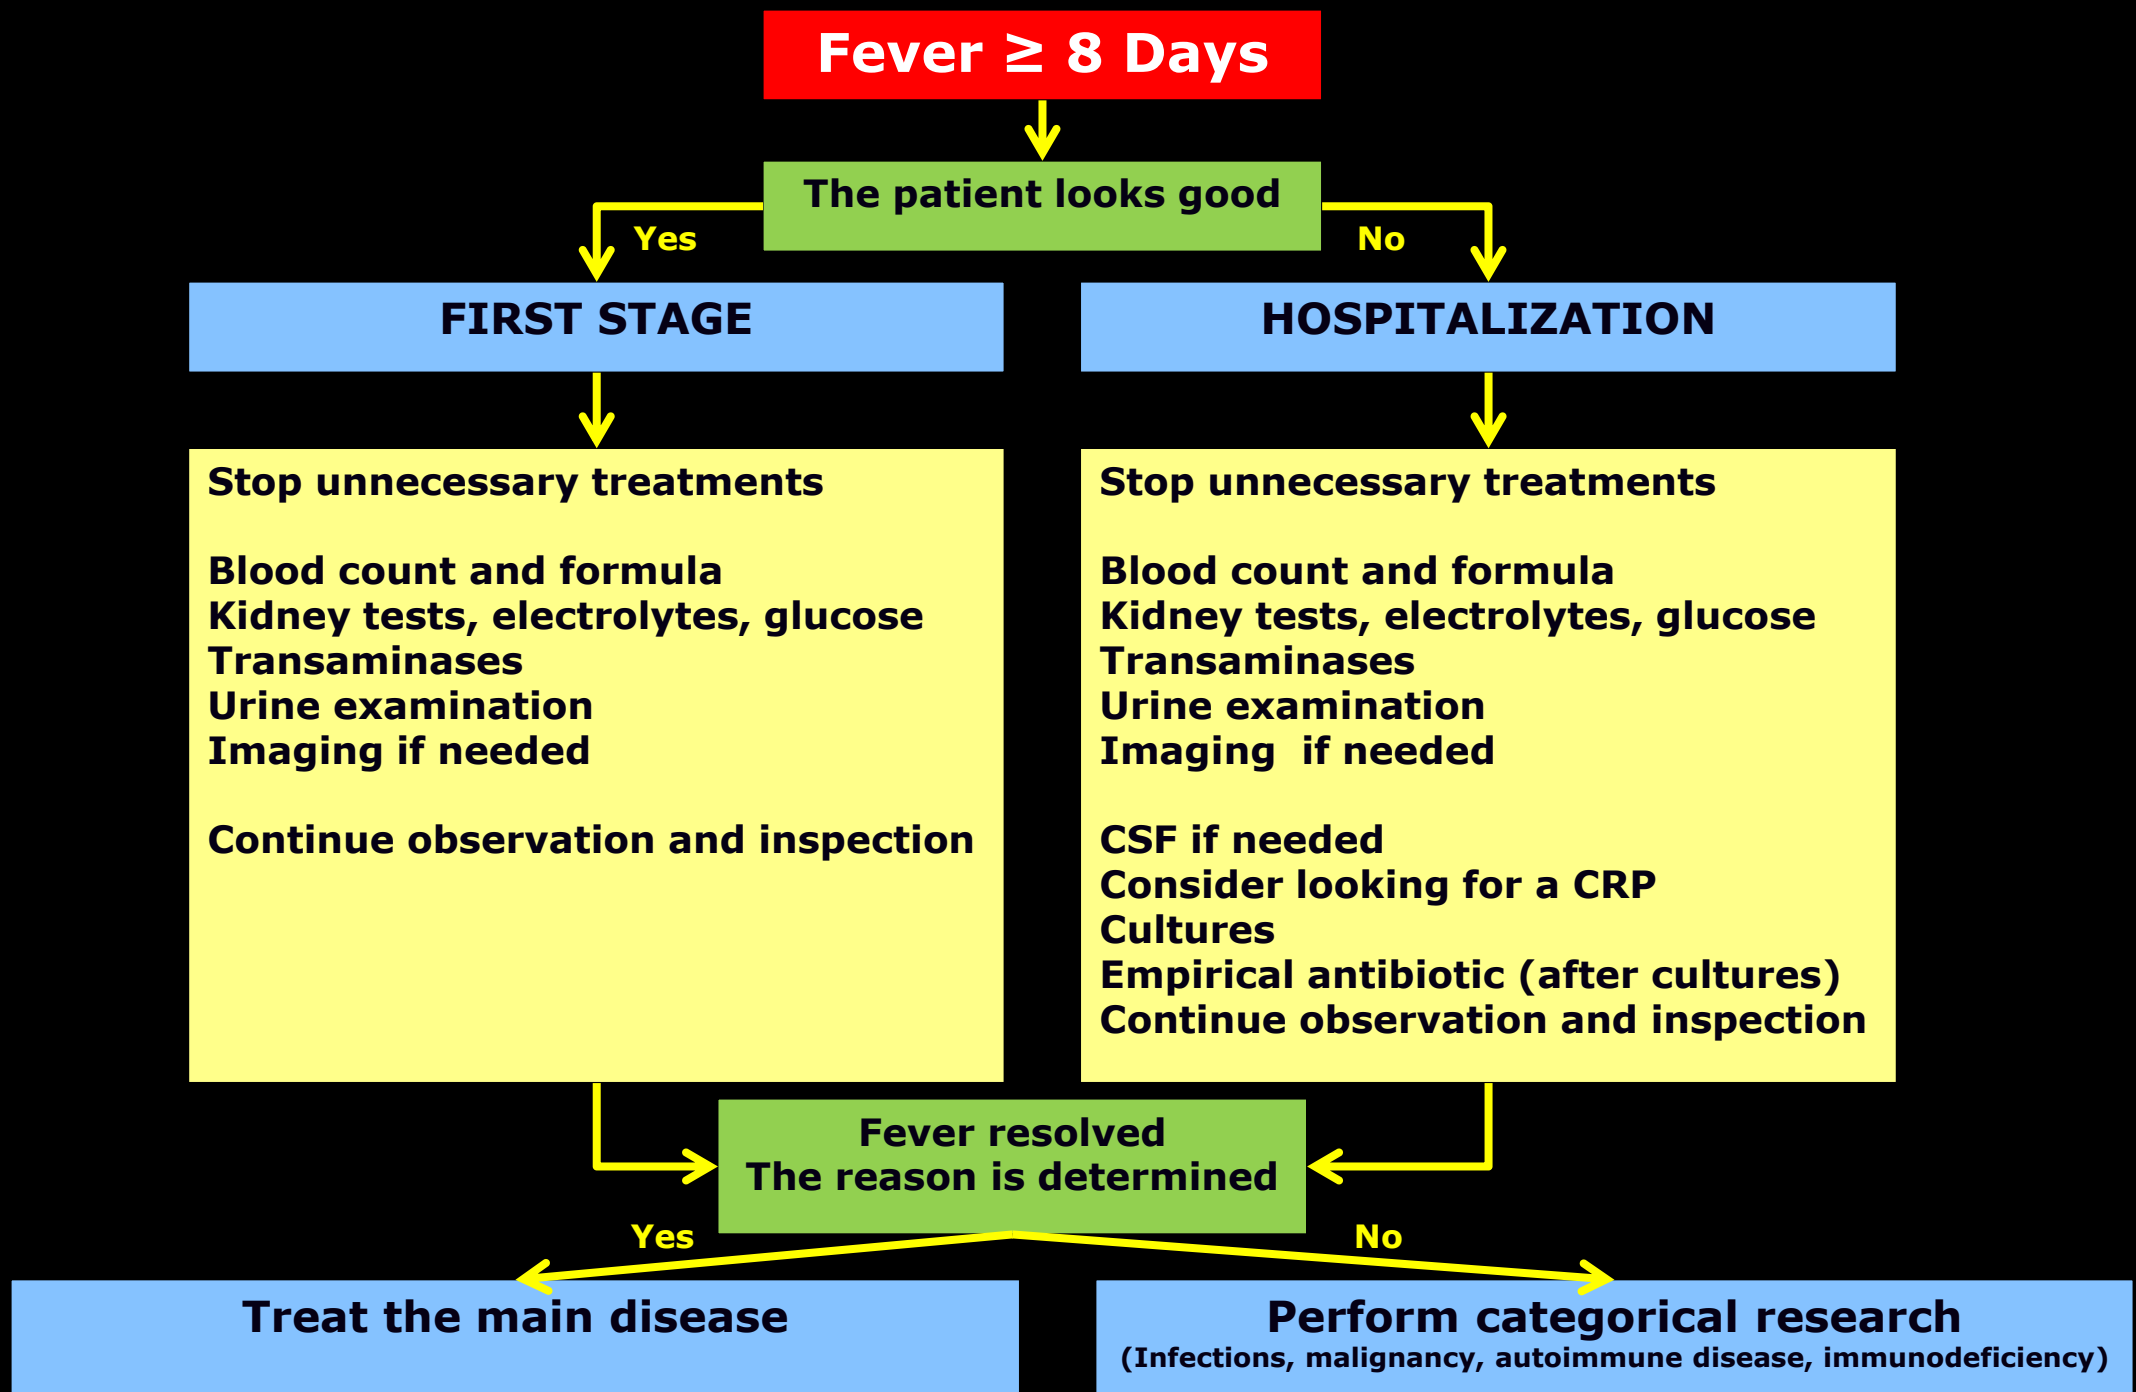 Fever ≥ 8 Days
The patient looks good
Yes
No
FIRST STAGE
HOSPITALIZATION
Stop unnecessary treatments
Blood count and formula
Kidney tests, electrolytes, glucose
Transaminases
Urine examination
Imaging if needed
Continue observation and inspection
Stop unnecessary treatments
Blood count and formula
Kidney tests, electrolytes, glucose
Transaminases
Urine examination
Imaging  if needed
CSF if needed
Consider looking for a CRP
Cultures
Empirical antibiotic (after cultures)
Continue observation and inspection
Fever resolved
The reason is determined
Yes
No
Treat the main disease
Perform categorical research
(Infections, malignancy, autoimmune disease, immunodeficiency)